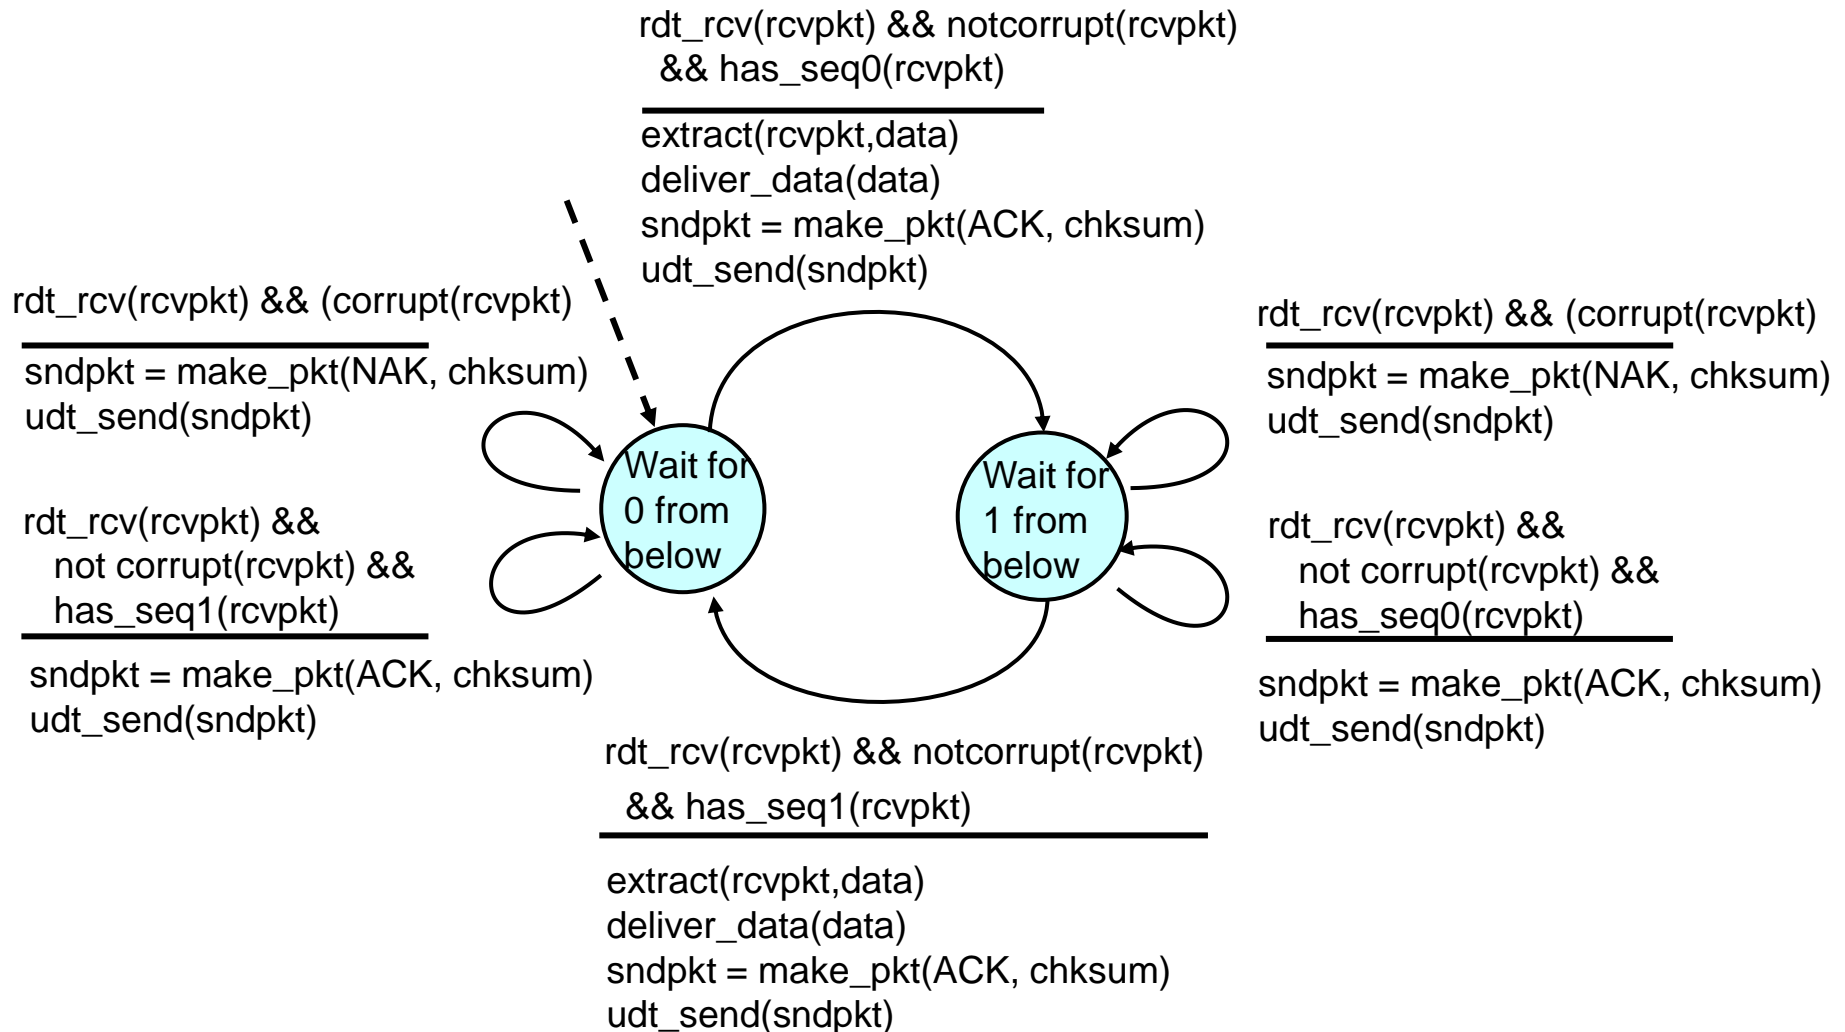 rdt_rcv(rcvpkt) && notcorrupt(rcvpkt)
&& has_seq0(rcvpkt)
extract(rcvpkt,data)
deliver_data(data)
sndpkt = make_pkt(ACK, chksum)
udt_send(sndpkt)
rdt_rcv(rcvpkt) && (corrupt(rcvpkt)
sndpkt = make_pkt(NAK, chksum)
udt_send(sndpkt)
rdt_rcv(rcvpkt) &&
not corrupt(rcvpkt) &&
has_seq1(rcvpkt)
sndpkt = make_pkt(ACK, chksum)
udt_send(sndpkt)
Wait for
0 from
below
Wait for
1 from
below
rdt_rcv(rcvpkt) && (corrupt(rcvpkt)
sndpkt = make_pkt(NAK, chksum)
udt_send(sndpkt)
rdt_rcv(rcvpkt) &&
not corrupt(rcvpkt) &&
has_seq0(rcvpkt)
sndpkt = make_pkt(ACK, chksum)
udt_send(sndpkt)
rdt_rcv(rcvpkt) && notcorrupt(rcvpkt)
&& has_seq1(rcvpkt)
extract(rcvpkt,data)
deliver_data(data)
sndpkt = make_pkt(ACK, chksum)
udt_send(sndpkt)